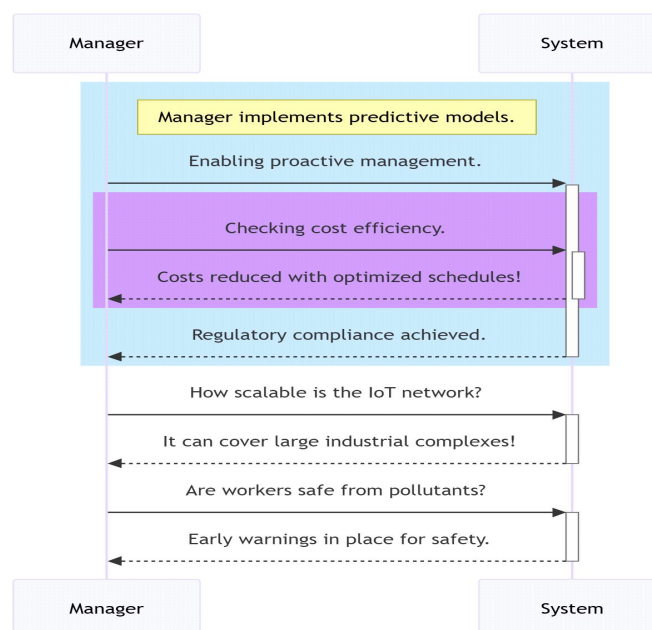 Manager
System
Manager implements predictive models.
Enabling proactive management.
Checking cost efficiency.
Costs reduced with optimized schedules!
Regulatory compliance achieved.
How scalable is the IoT network?
It can cover large industrial complexes!
Are workers safe from pollutants?
Early warnings in place for safety.
Manager
System